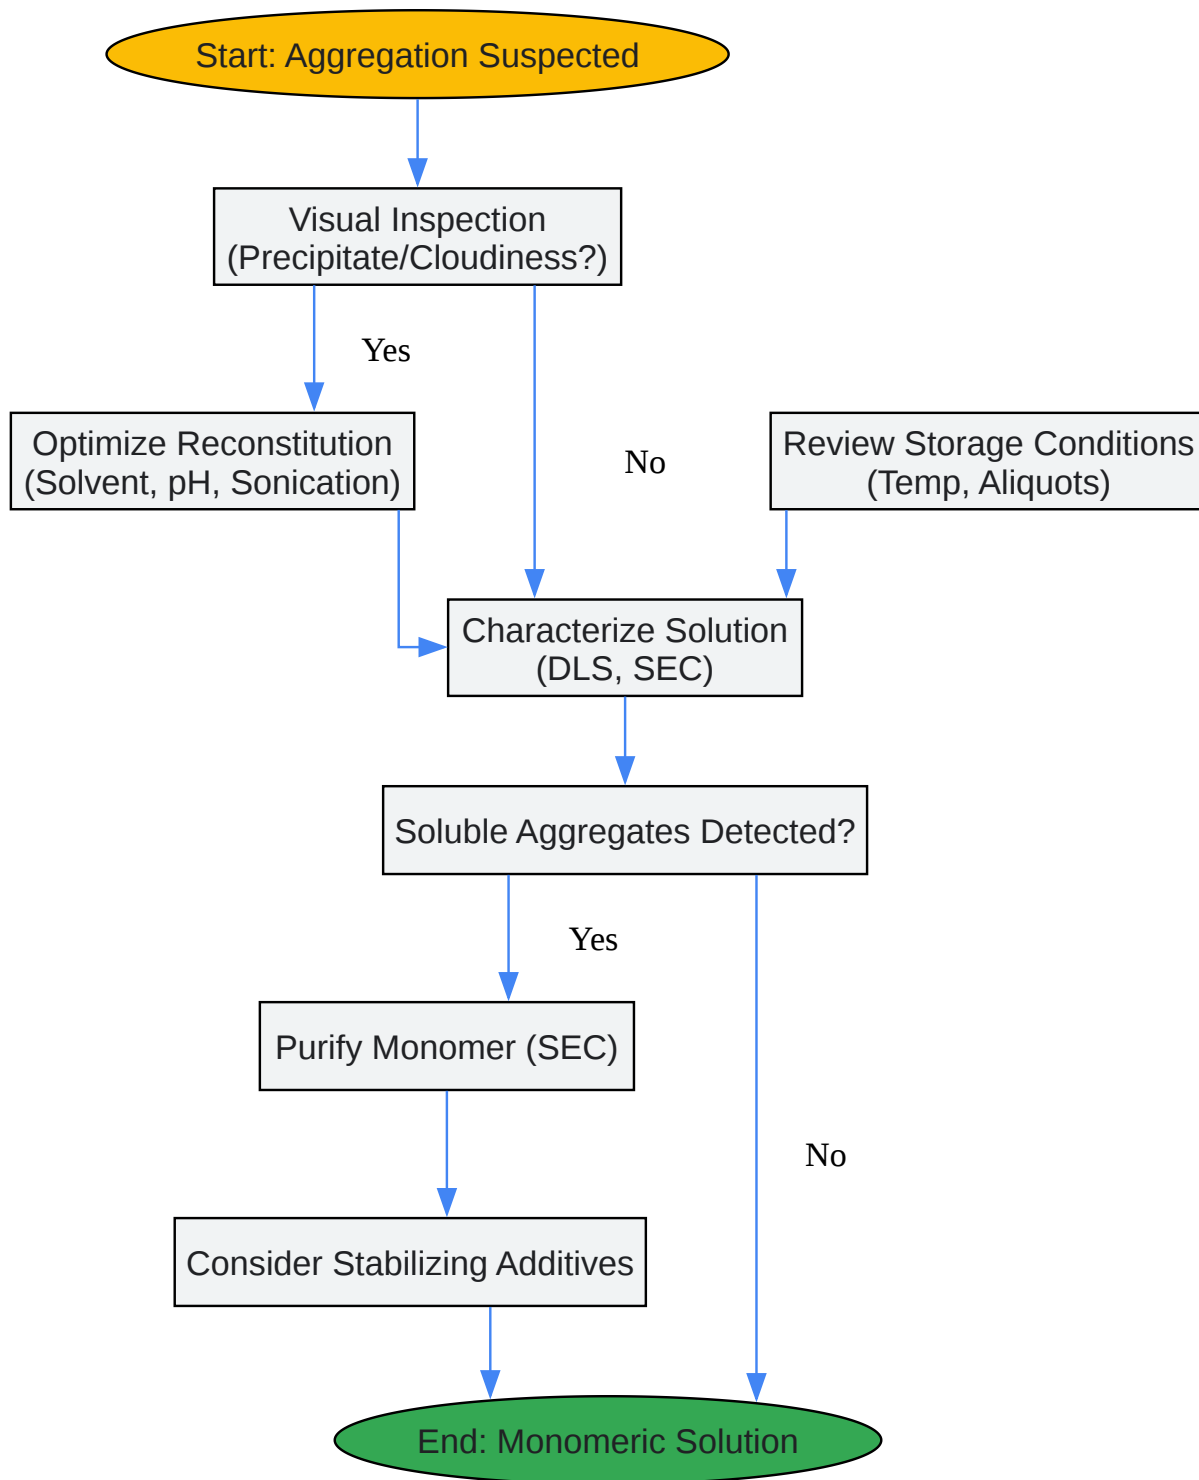 Start: Aggregation Suspected
Visual Inspection
(Precipitate/Cloudiness?)
Yes
Optimize Reconstitution
(Solvent, pH, Sonication)
No
Review Storage Conditions
(Temp, Aliquots)
Characterize Solution
(DLS, SEC)
Soluble Aggregates Detected?
Yes
Purify Monomer (SEC)
No
Consider Stabilizing Additives
End: Monomeric Solution